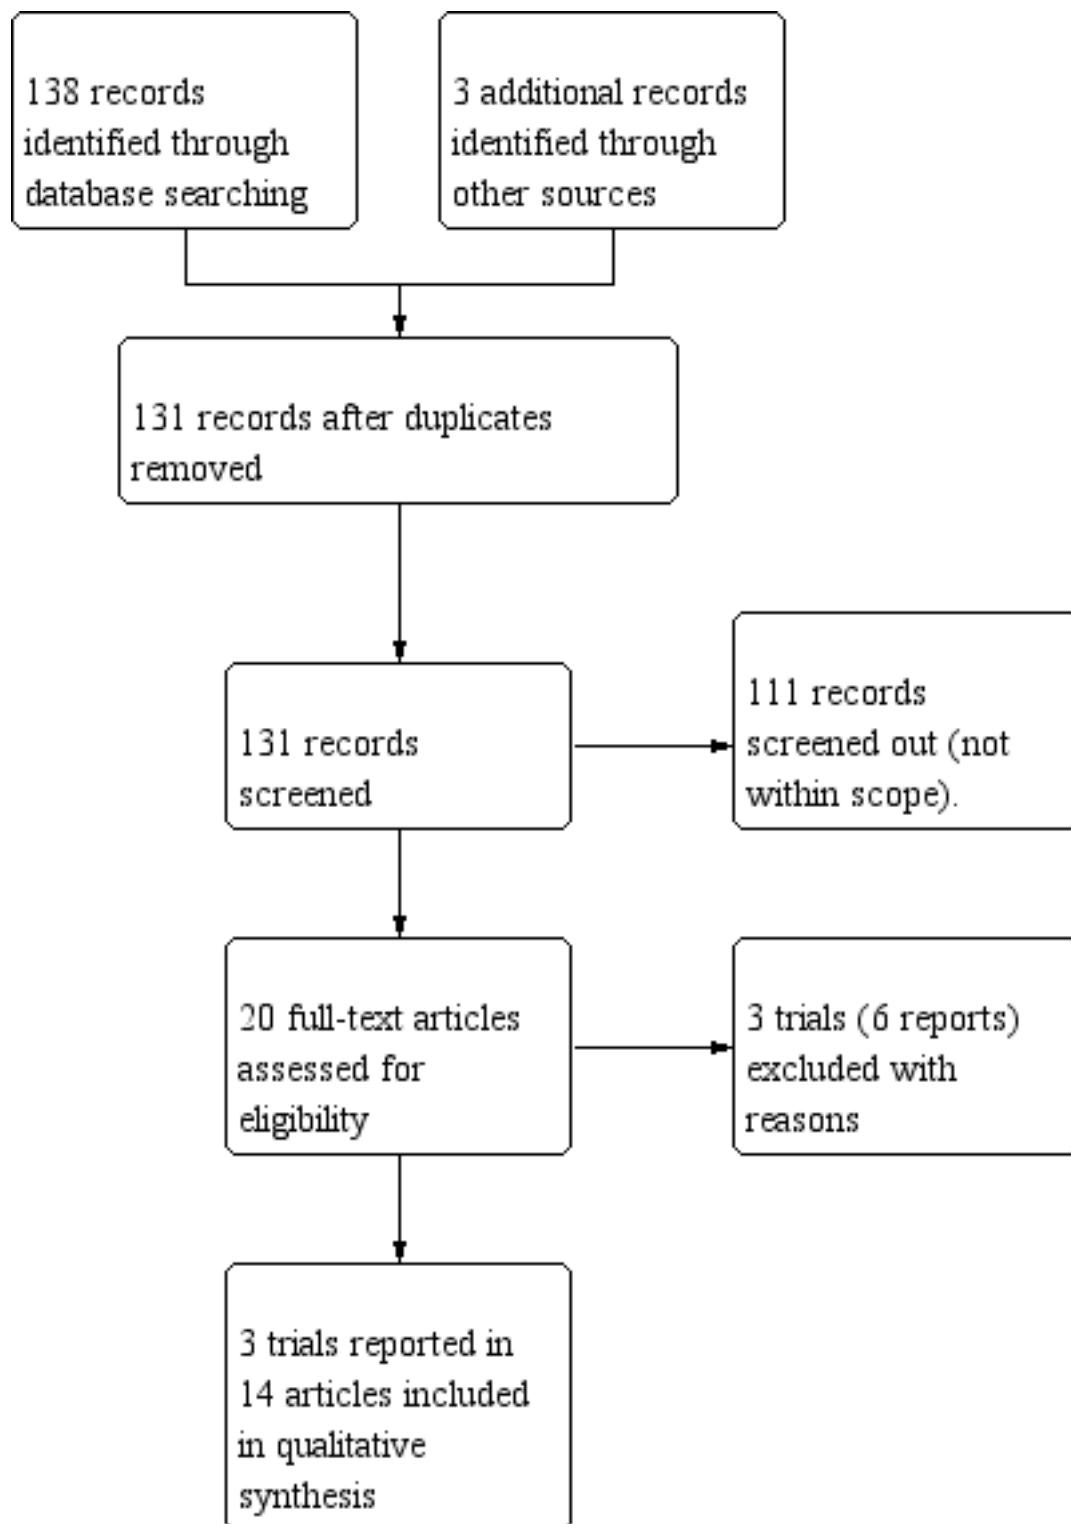 138 records
identified through
database searching
3 additional records
identified through
other sources
131 records after duplicates
removed
131 records
screened
111 records
screened out (not
within scope).
20 full-text articles
assessed for
eligibility
3 trials (6 reports)
excluded with
reasons
3 trials reported in
14 articles included
in qualitative
synthesis